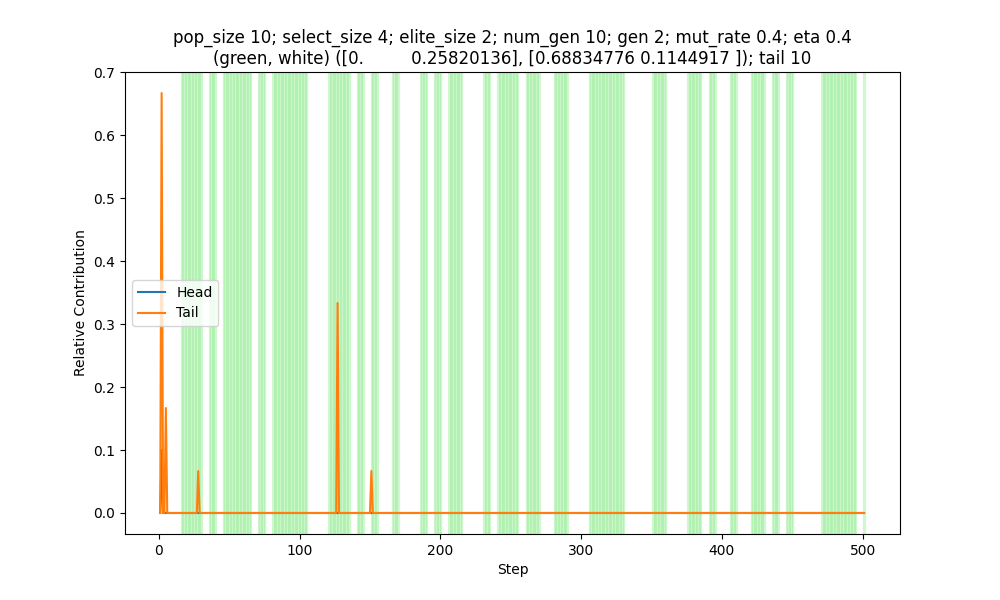 pop_size 10; select_size 4; elite_size 2; num_gen 10; gen 2; mut_rate 0.4; eta 0.4
(green, white) ([0.         0.25820136], [0.68834776 0.1144917 ]); tail 10
0.7
0.6
0.5
0.4
0.3
0.2
0.1
0.0
Relative Contribution
Head
Tail
0 100 200 300 400 500
Step